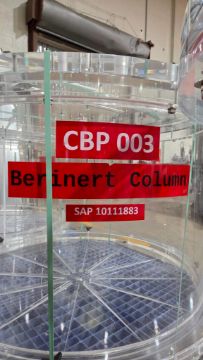 CBP 003
Berinert Column
SAP 10111883